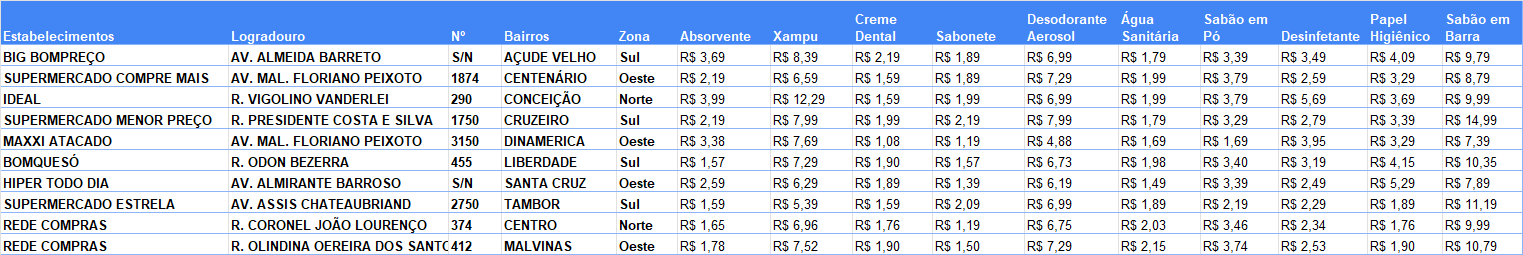 Creme Desodorante Água Sabão em Papel Sabão em
Estabelecimentos Logradouro Nº Bairros Zona Absorvente Xampu Dental Sabonete Aerosol Sanitária Pó Desinfetante Higiênico Barra
BIG BOMPREÇO AV. ALMEIDA BARRETO S/N AÇUDE VELHO Sul R$ 3,69 R$ 8,39 R$ 2,19 R$ 1,89 R$ 6,99 R$ 1,79 R$ 3,39 R$ 3,49 R$ 4,09 R$ 9,79
SUPERMERCADO COMPRE MAIS AV. MAL. FLORIANO PEIXOTO 1874 CENTENÁRIO Oeste R$ 2,19 R$ 6,59 R$ 1,59 R$ 1,89 R$ 7,29 R$ 1,99 R$ 3,79 R$ 2,59 R$ 3,29 R$ 8,79
IDEAL R. VIGOLINO VANDERLEI 290 CONCEIÇÃO Norte R$ 3,99 R$ 12,29 R$ 1,59 R$ 1,99 R$ 6,99 R$ 1,99 R$ 3,79 R$ 5,69 R$ 3,69 R$ 9,99
SUPERMERCADO MENOR PREÇO R. PRESIDENTE COSTA E SILVA 1750 CRUZEIRO Sul R$ 2,19 R$ 7,99 R$ 1,99 R$ 2,19 R$ 7,99 R$ 1,79 R$ 3,29 R$ 2,79 R$ 3,39 R$ 14,99
MAXXI ATACADO AV. MAL. FLORIANO PEIXOTO 3150 DINAMERICA Oeste R$ 3,38 R$ 7,69 R$ 1,08 R$ 1,19 R$ 4,88 R$ 1,69 R$ 1,69 R$ 3,95 R$ 3,29 R$ 7,39
BOMQUESÓ R. ODON BEZERRA 455 LIBERDADE Sul R$ 1,57 R$ 7,29 R$ 1,90 R$ 1,57 R$ 6,73 R$ 1,98 R$ 3,40 R$ 3,19 R$ 4,15 R$ 10,35
HIPER TODO DIA AV. ALMIRANTE BARROSO S/N SANTA CRUZ Oeste R$ 2,59 R$ 6,29 R$ 1,89 R$ 1,39 R$ 6,19 R$ 1,49 R$ 3,39 R$ 2,49 R$ 5,29 R$ 7,89
SUPERMERCADO ESTRELA AV. ASSIS CHATEAUBRIAND 2750 TAMBOR Sul R$ 1,59 R$ 5,39 R$ 1,59 R$ 2,09 R$ 6,99 R$ 1,89 R$ 2,19 R$ 2,29 R$ 1,89 R$ 11,19
REDE COMPRAS R. CORONEL JOÃO LOURENÇO 374 CENTRO Norte R$ 1,65 R$ 6,96 R$ 1,76 R$ 1,19 R$ 6,75 R$ 2,03 R$ 3,46 R$ 2,34 R$ 1,76 R$ 9,99
REDE COMPRAS R. OLINDINA OEREIRA DOS SANTO 412 MALVINAS Oeste R$ 1,78 R$ 7,52 R$ 1,90 R$ 1,50 R$ 7,29 R$ 2,15 R$ 3,74 R$ 2,53 R$ 1,90 R$ 10,79